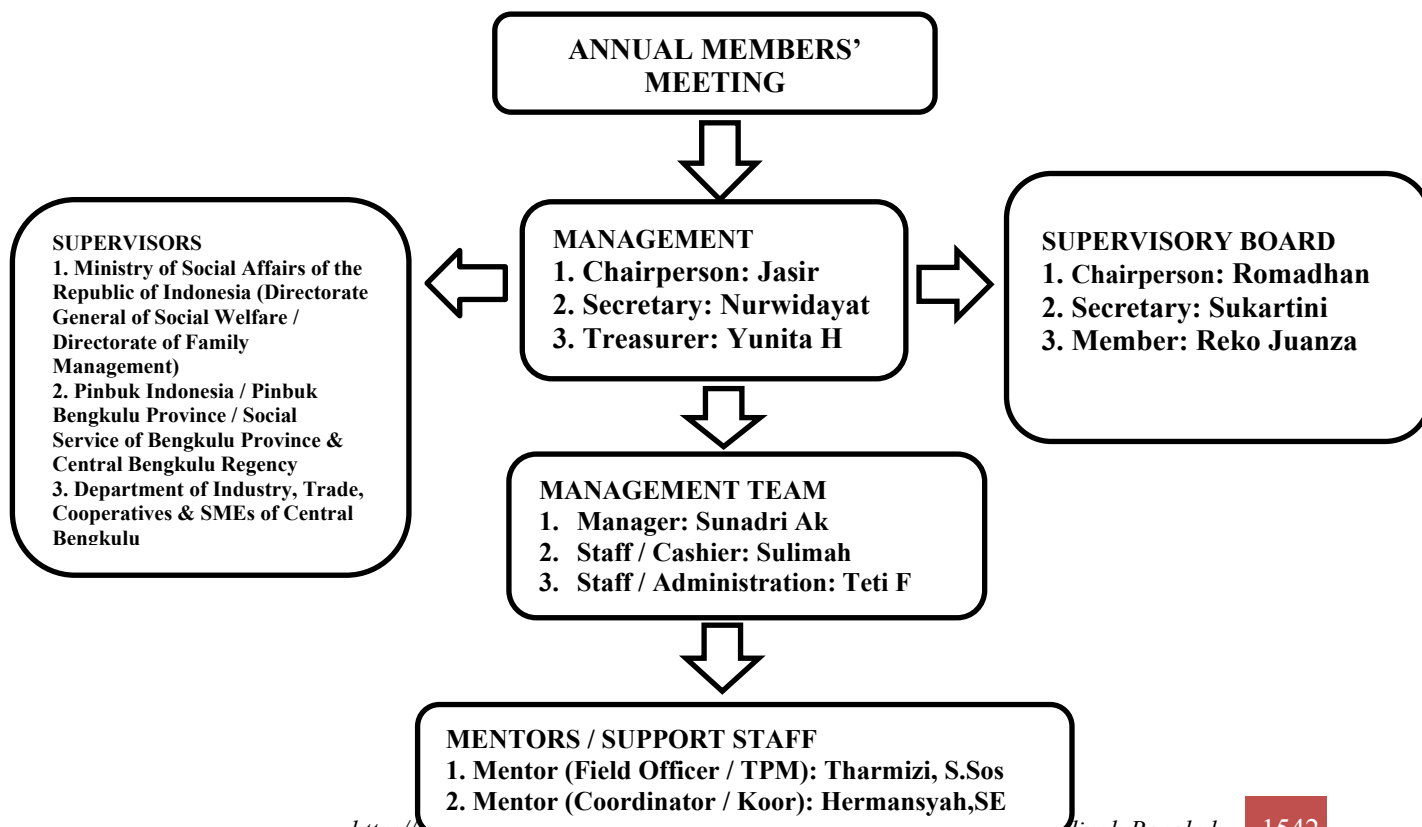 ANNUAL MEMBERS’
MEETING
SUPERVISORS
1. Ministry of Social Affairs of the
Republic of Indonesia (Directorate
General of Social Welfare /
Directorate of Family
Management)
2. Pinbuk Indonesia / Pinbuk
Bengkulu Province / Social
Service of Bengkulu Province &
Central Bengkulu Regency
3. Department of Industry, Trade,
Cooperatives & SMEs of Central
Bengkulu
MANAGEMENT
1. Chairperson: Jasir
2. Secretary: Nurwidayat
3. Treasurer: Yunita H
SUPERVISORY BOARD
1. Chairperson: Romadhan
2. Secretary: Sukartini
3. Member: Reko Juanza
MANAGEMENT TEAM
1. Manager: Sunadri Ak
2. Staff / Cashier: Sulimah
3. Staff / Administration: Teti F
MENTORS / SUPPORT STAFF
1. Mentor (Field Officer / TPM): Tharmizi, S.Sos
2. Mentor (Coordinator / Koor): Hermansyah,SE
1542